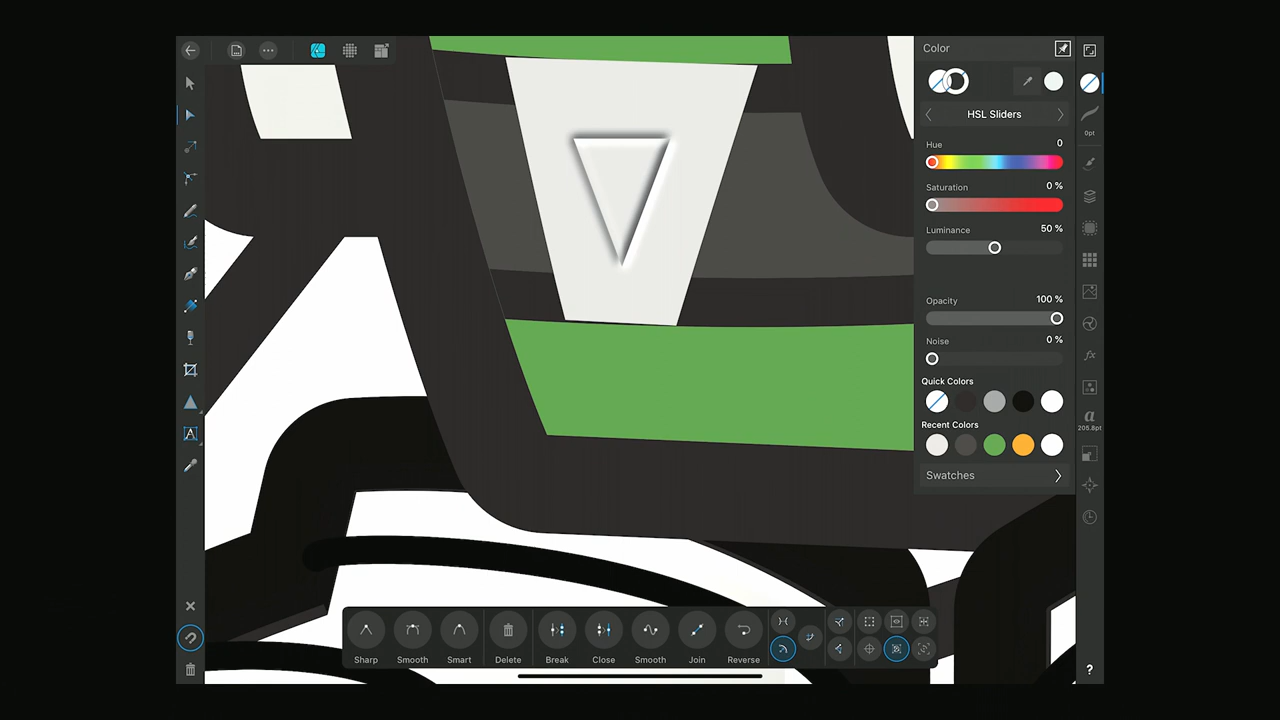 Color
HSL Sliders
0pt
Hue 0
Saturation 0 %
Luminance 50 %
Opacity 100 %
Noise 0 %
Quick Colors
Recent Colors
a
205.8pt
Swatches
fx
A
Sharp Smooth Smart Delete Break Close Smooth Join Reverse
?